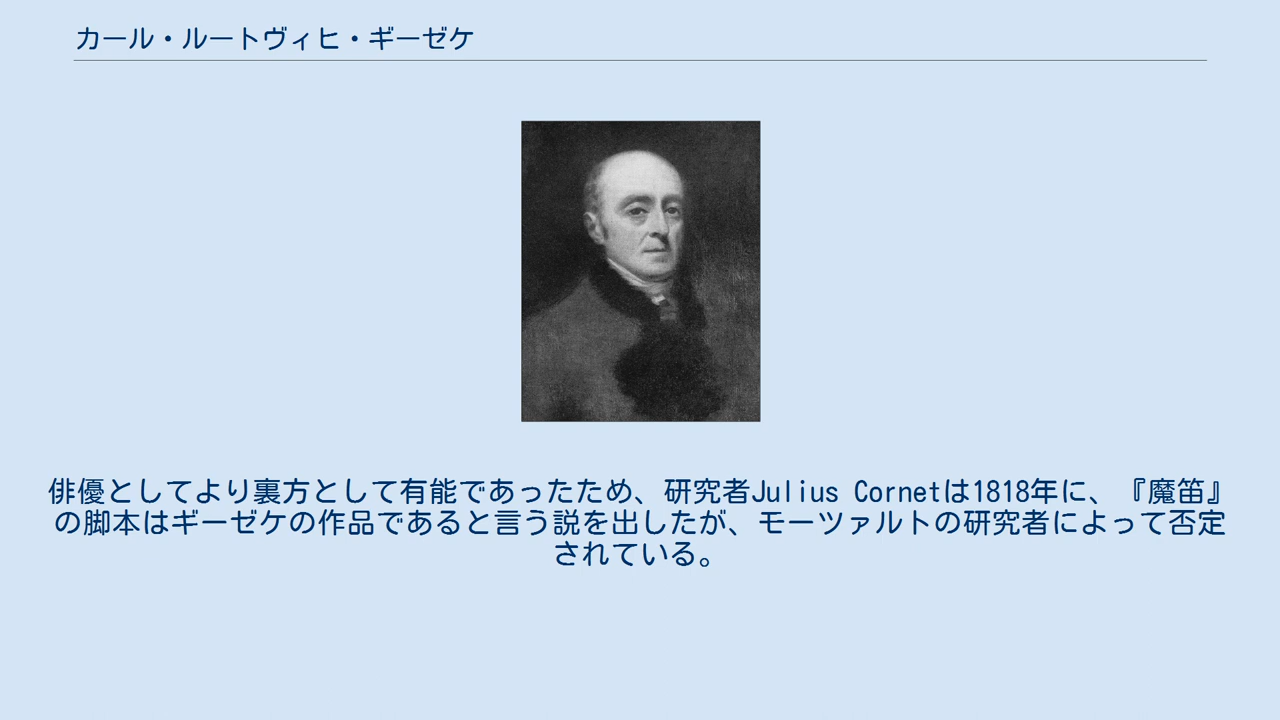 カール・ルートヴィヒ・ギーゼケ
俳優としてより裏方として有能であったため、研究者Julius Cornetは1818年に、『魔笛』
の脚本はギーゼケの作品であると言う説を出したが、モーツァルトの研究者によって否定
されている。